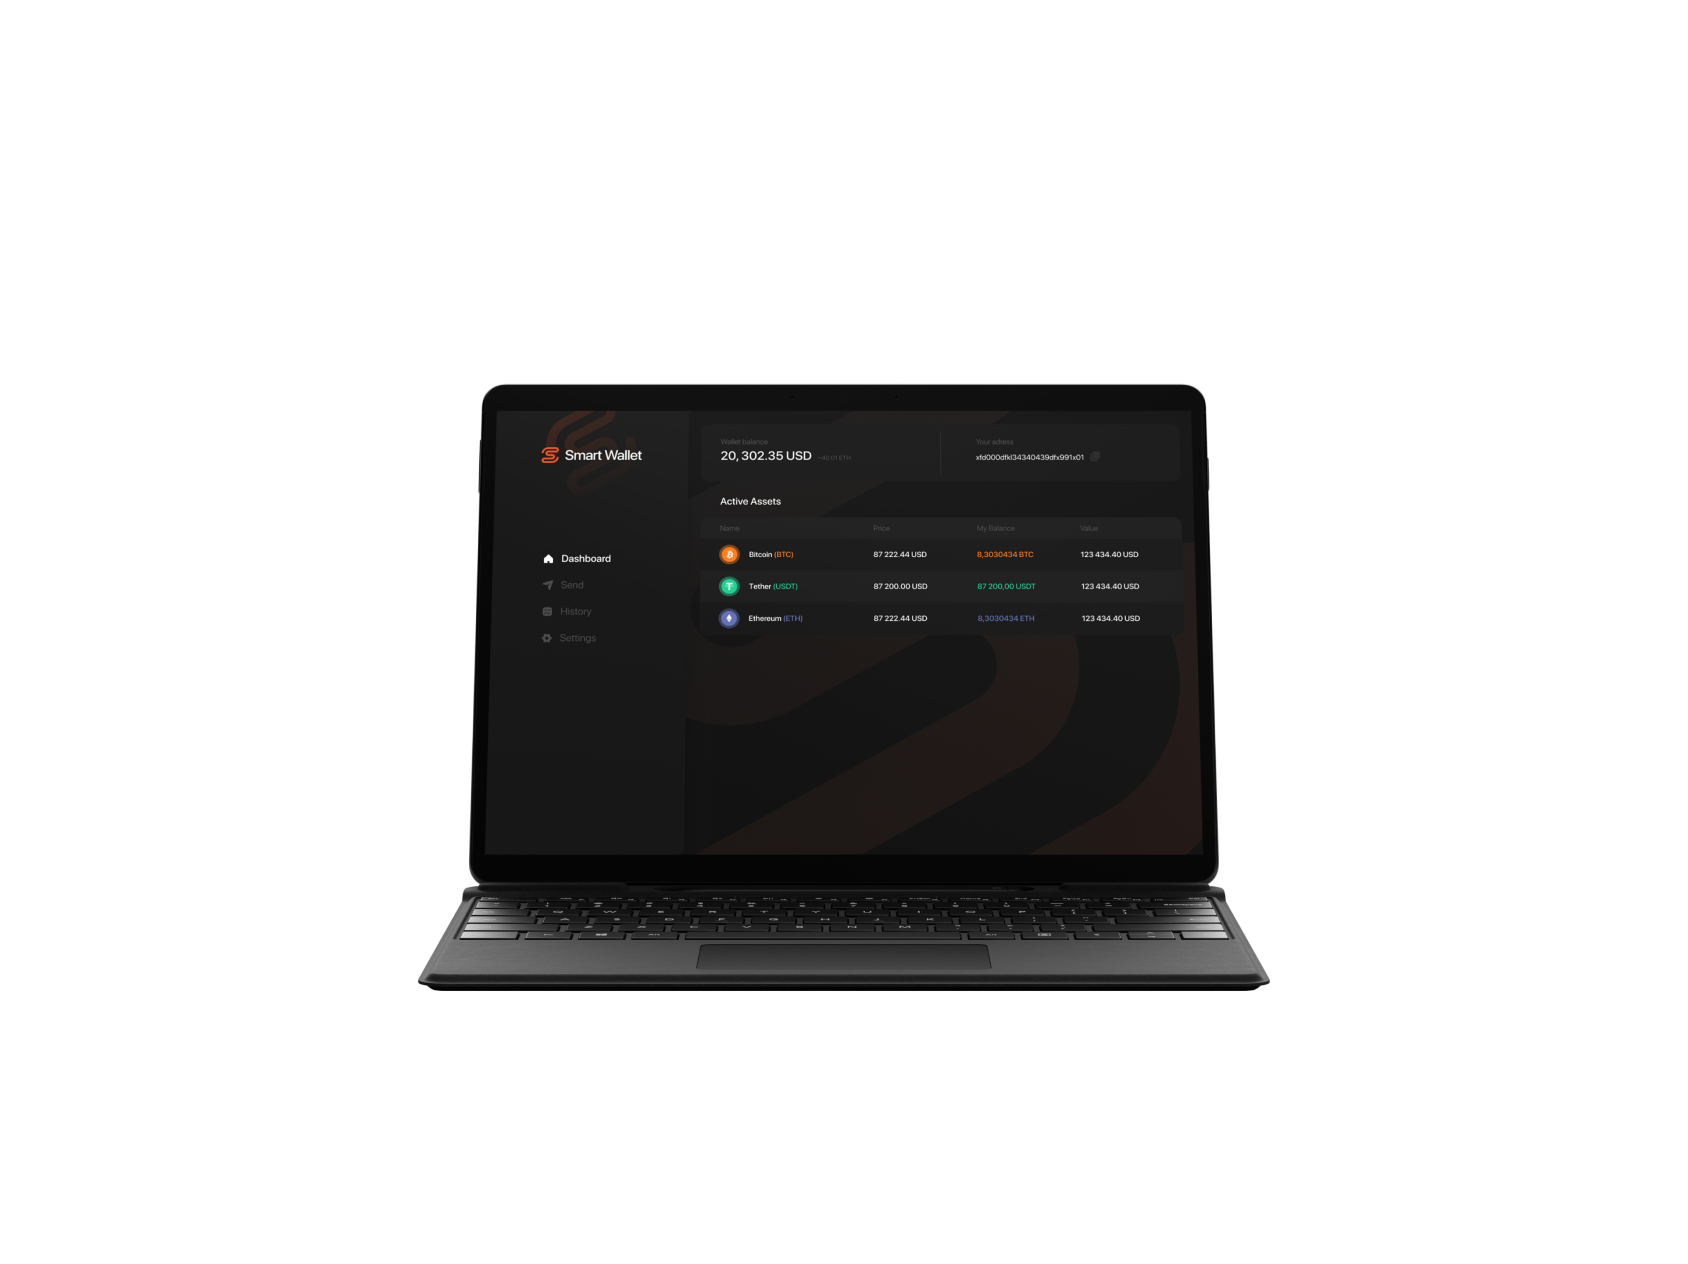 Smart Wallet
Dashboard
Send
History
Settings
Wallet balance
20, 302.35 USD ~40.01 ETH
Your adress
xfd000dfkl34340439dfx991x01
Active Assets
Name Price My Balance Value
Bitcoin (BTC) 87 222.44 USD 8,3030434 BTC 123 434.40 USD
Tether (USDT) 87 200.00 USD 87 200,00 USDT 123 434.40 USD
Ethereum (ETH) 87 222.44 USD 8,3030434 ETH 123 434.40 USD